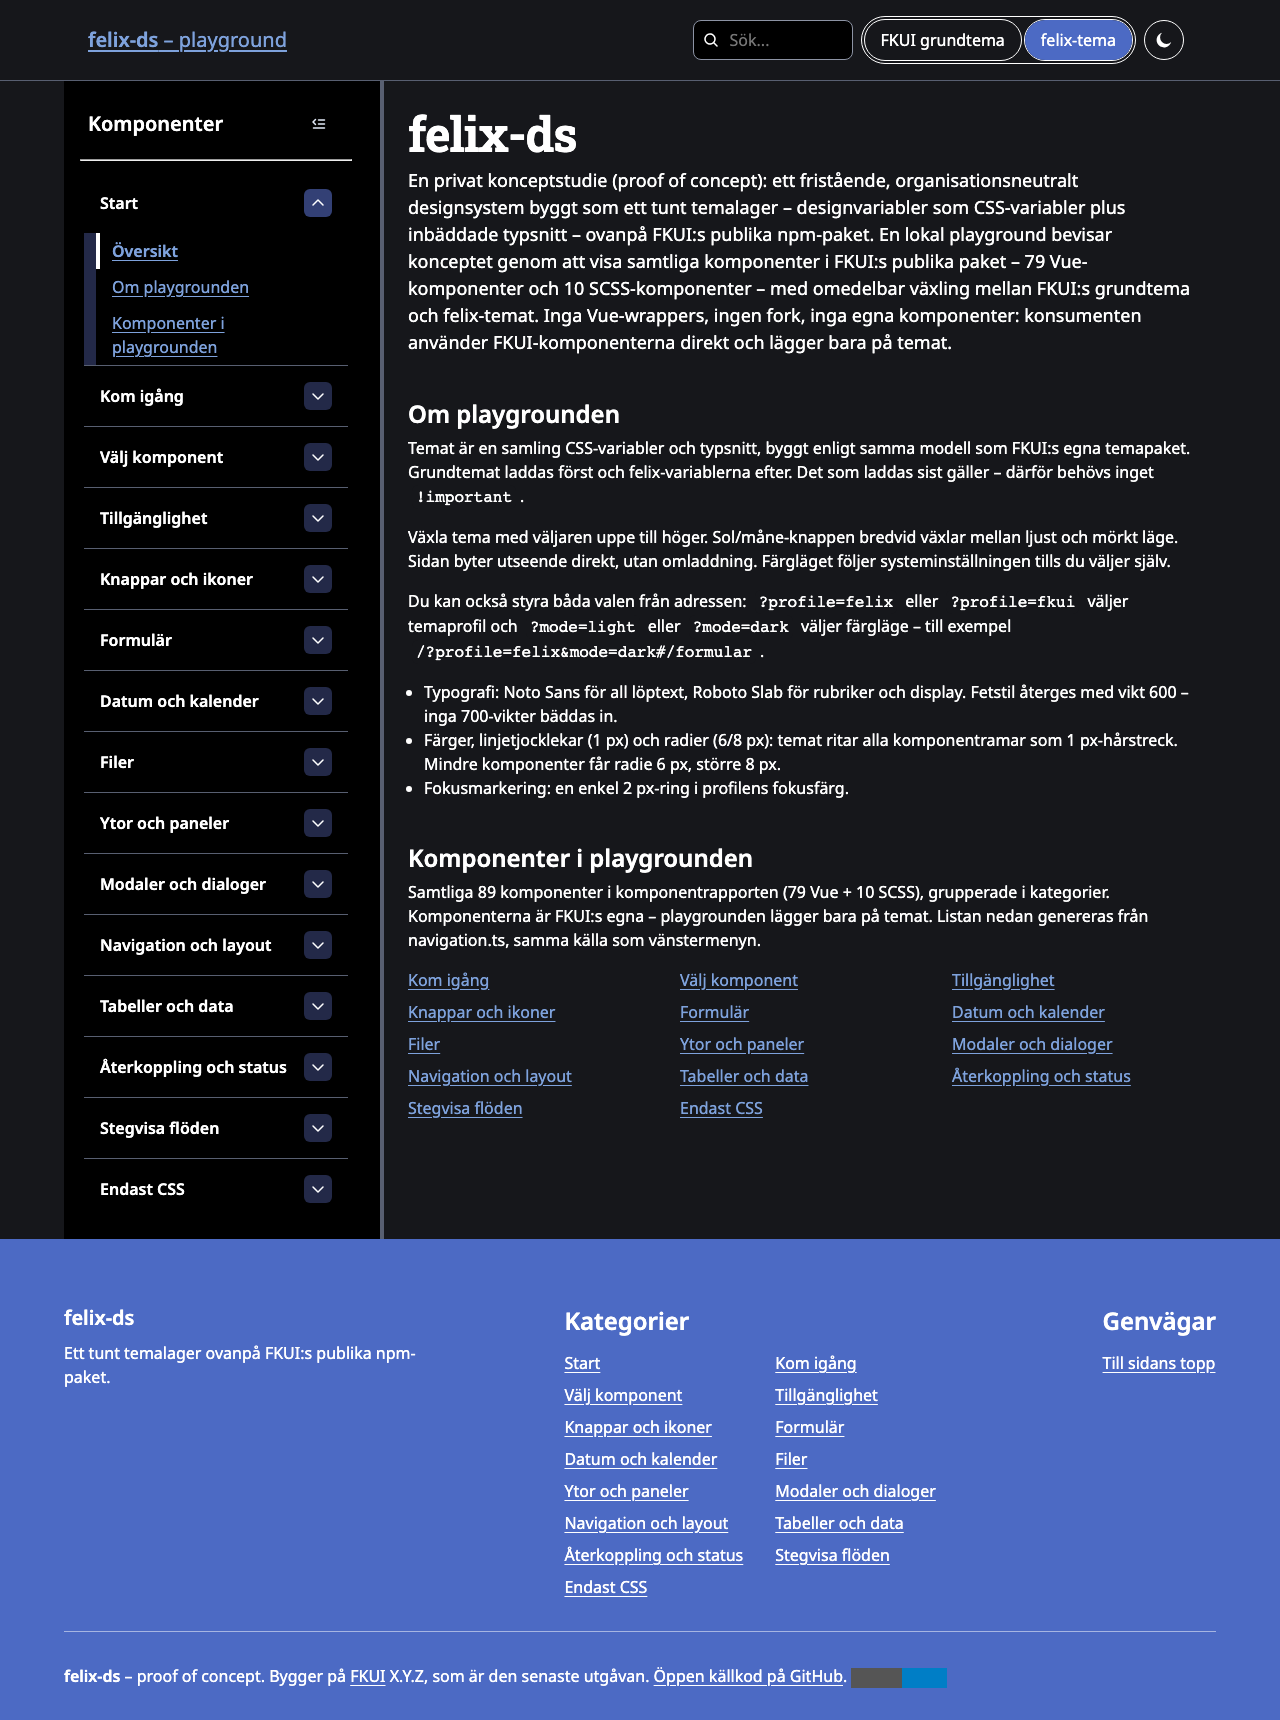 felix-ds – playground
Sök...
FKUI grundtema
felix-tema
Komponenter
Start
Översikt
Om playgrounden
Komponenter i
playgrounden
Kom igång
Välj komponent
Tillgänglighet
Knappar och ikoner
Formulär
Datum och kalender
Filer
Ytor och paneler
Modaler och dialoger
Navigation och layout
Tabeller och data
Återkoppling och status
Stegvisa flöden
Endast CSS
felix-ds
En privat konceptstudie (proof of concept): ett fristående, organisationsneutralt
designsystem byggt som ett tunt temalager – designvariabler som CSS-variabler plus
inbäddade typsnitt – ovanpå FKUI:s publika npm-paket. En lokal playground bevisar
konceptet genom att visa samtliga komponenter i FKUI:s publika paket – 79 Vue-
komponenter och 10 SCSS-komponenter – med omedelbar växling mellan FKUI:s grundtema
och felix-tema. Inga Vue-wrappers, ingen fork, inga egna komponenter: konsumenten
använder FKUI-komponenterna direkt och lägger bara på temat.
Om playgrounden
Temat är en samling CSS-variabler och typsnitt, byggt enligt samma modell som FKUI:s egna temapaket.
Grundtemat laddas först och felix-variablerna efter. Det som laddas sist gäller – därför behövs inget
!important .
Växla tema med väljaren uppe till höger. Sol/måne-knappen bredvid växlar mellan ljust och mörkt läge.
Sidan byter utseende direkt, utan omladdning. Färgläget följer systeminställningen tills du väljer själv.
Du kan också styra båda valen från adressen: ?profile=felix eller ?profile=fkui väljer
temaprofil och ?mode=light eller ?mode=dark väljer färgläge – till exempel
/?profile=felix&mode=dark#/formular .
Typografi: Noto Sans för all löptext, Roboto Slab för rubriker och display. Fetstil återges med vikt 600 –
inga 700-vikter bäddas in.
Färger, linjetjocklekar (1 px) och radier (6/8 px): temat ritar alla komponentramar som 1 px-hårstreck.
Mindre komponenter får radie 6 px, större 8 px.
Fokusmarkering: en enkel 2 px-ring i profilens fokusfärg.
Komponenter i playgrounden
Samtliga 89 komponenter i komponentrapporten (79 Vue + 10 SCSS), grupperade i kategorier.
Komponenterna är FKUI:s egna – playgrounden lägger bara på temat. Listan nedan genereras från
navigation.ts, samma källa som vänstermenyn.
Kom igång
Välj komponent
Tillgänglighet
Knappar och ikoner
Formulär
Datum och kalender
Filer
Ytor och paneler
Modaler och dialoger
Navigation och layout
Tabeller och data
Återkoppling och status
Stegvisa flöden
Endast CSS
felix-ds
Ett tunt temalager ovanpå FKUI:s publika npm-
paket.
Kategorier
Start
Kom igång
Välj komponent
Tillgänglighet
Knappar och ikoner
Formulär
Datum och kalender
Filer
Ytor och paneler
Modaler och dialoger
Navigation och layout
Tabeller och data
Återkoppling och status
Stegvisa flöden
Endast CSS
Genvägar
Till sidans topp
felix-ds – proof of concept. Bygger på FKUI X.Y.Z, som är den senaste utgåvan. Öppen källkod på GitHub.